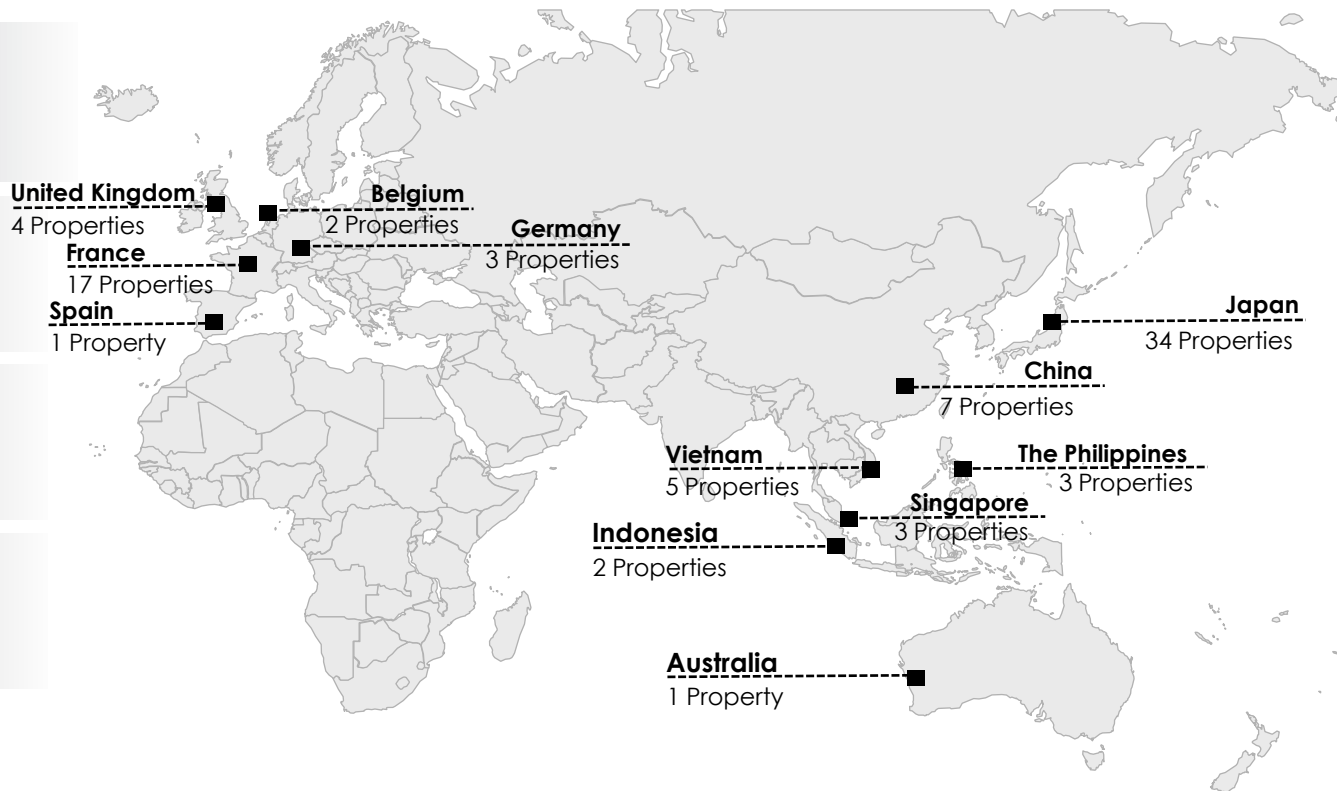 United Kingdom
4 Properties
Belgium
2 Properties
Germany
3 Properties
France
17 Properties
Spain
1 Property
Japan
34 Properties
China
7 Properties
Vietnam
5 Properties
The Philippines
3 Properties
Singapore
3 Properties
Indonesia
2 Properties
Australia
1 Property